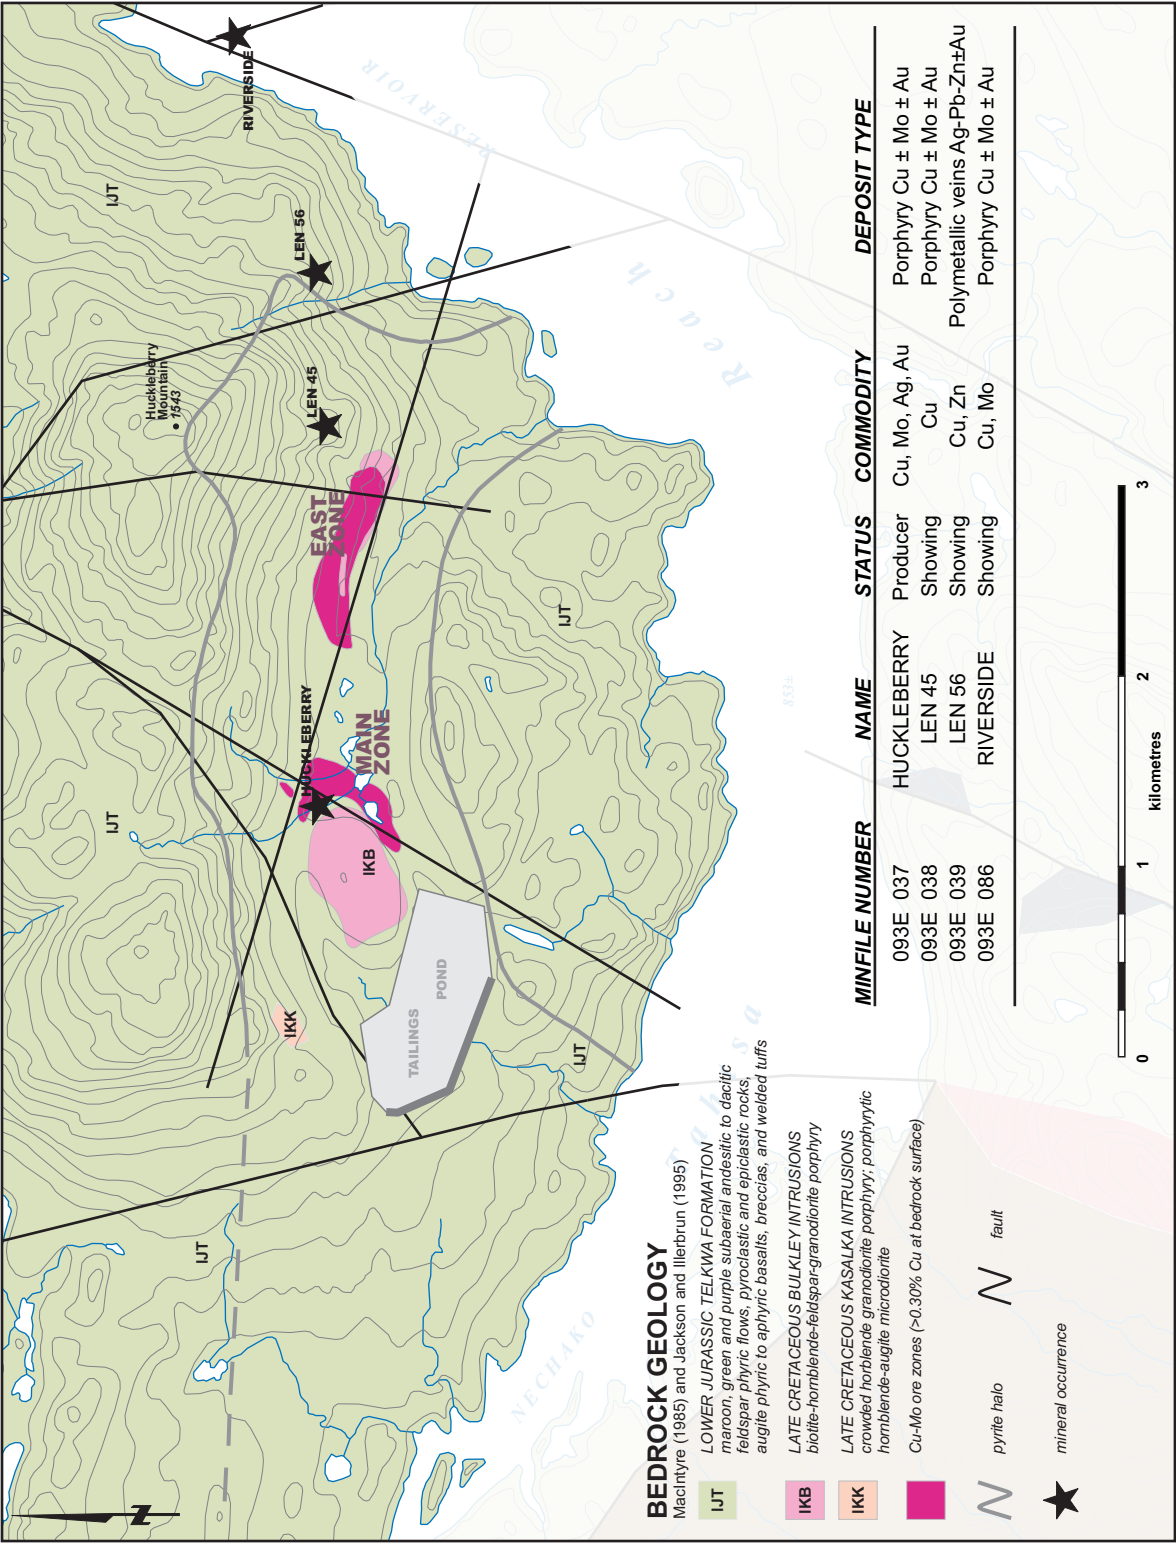 RIVERSIDE
RESERVOIR
IJT
LEN 56
Reach
Huckleberry
Mountain
1543
LEN 45
EAST
ZONE
IJT
HUCKLEBERRY
MAIN
ZONE
853±
IJT
IKB
TAILINGS
POND
IKK
IJT
Tahtsa
IJT
NECHAKO
N
BEDROCK GEOLOGY
MacIntyre (1985) and Jackson and Illerbrun (1995)
IJT
LOWER JURASSIC TELKWA FORMATION
maroon, green and purple subaerial andesitic to dacitic
feldspar phyric flows, pyroclastic and epiclastic rocks,
augite phyric to aphyric basalts, breccias, and welded tuffs
IKB
LATE CRETACEOUS BULKLEY INTRUSIONS
biotite-hornblende-feldspar-granodiorite porphyry
IKK
LATE CRETACEOUS KASALKA INTRUSIONS
crowded horblende granodiorite porphyry; porphyrytic
hornblende-augite microdiorite
Cu-Mo ore zones (>0.30% Cu at bedrock surface)
pyrite halo
fault
mineral occurrence
MINFILE NUMBER NAME STATUS COMMODITY DEPOSIT TYPE
093E 037 HUCKLEBERRY Producer Cu, Mo, Ag, Au Porphyry Cu ± Mo ± Au
093E 038 LEN 45 Showing Cu Porphyry Cu ± Mo ± Au
093E 039 LEN 56 Showing Cu, Zn Polynetallic veins Ag-Pb-Zn±Au
093E 086 RIVERSIDE Showing Cu, Mo Porphyry Cu ± Mo ± Au
0 1 2 3
kilometres